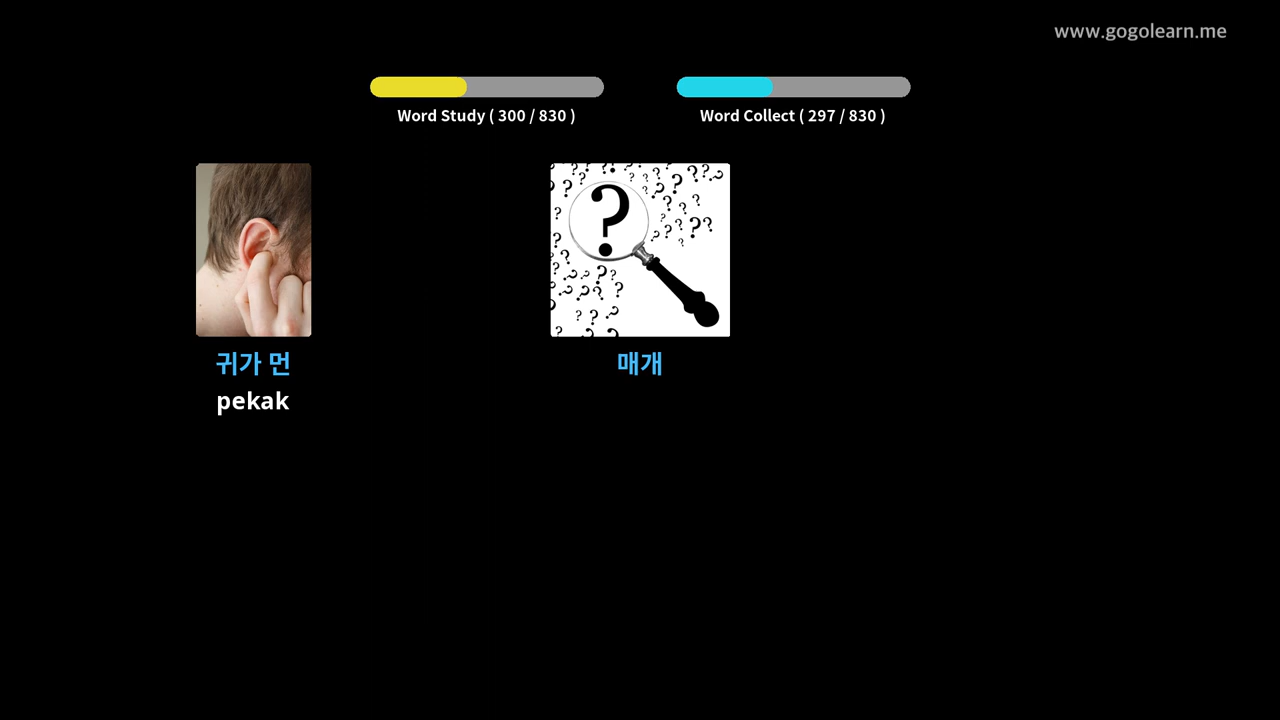 www.gogolearn.me
Word Study ( 300 / 830 )
Word Collect ( 297 / 830 )
귀가 먼
pekak
매개